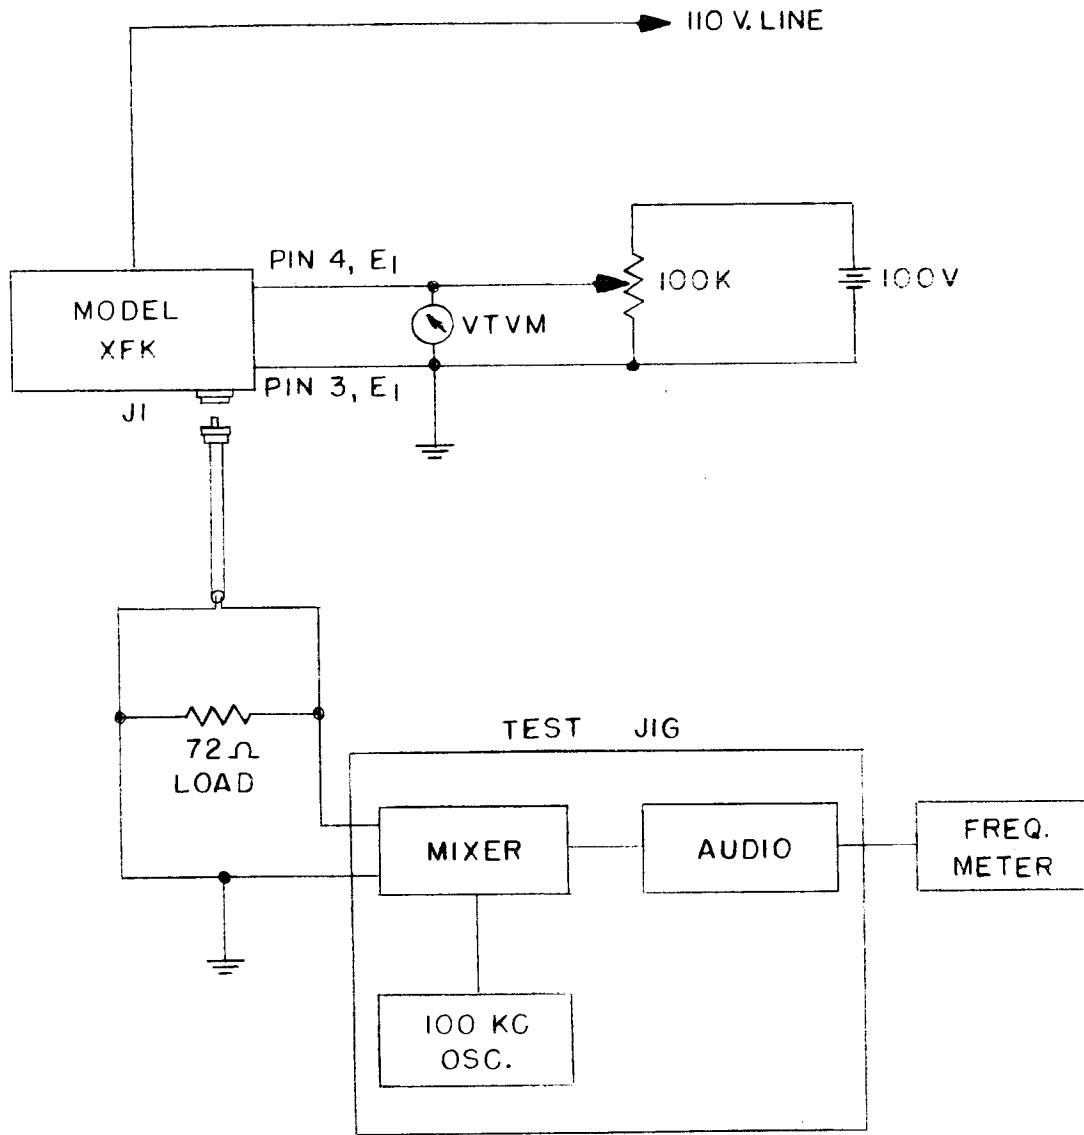 110 V. LINE
PIN 4, E1
MODEL
XFK
VTVM
100K
100V
PIN 3, E1
J1
72 Ω
LOAD
TEST JIG
MIXER
AUDIO
FREQ.
METER
100 KC
OSC.